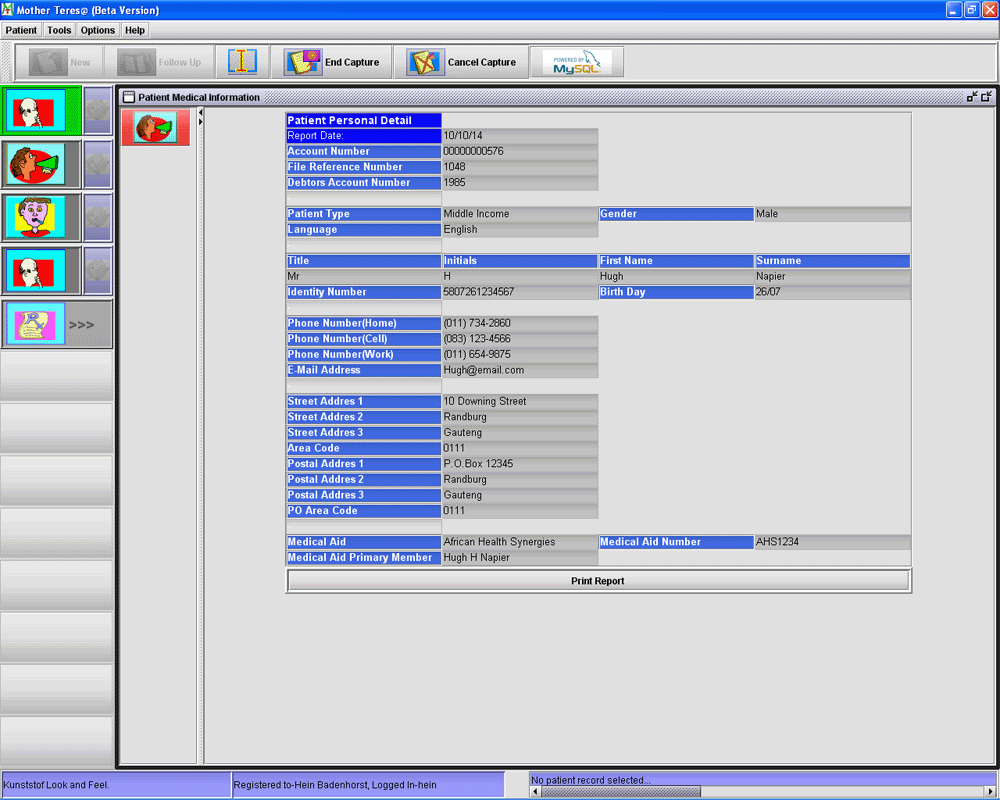 Mother Teres@ (Beta Version)
Patient Tools Options Help
New Follow Up End Capture Cancel Capture POWERED BY MySQL
Patient Medical Information
Patient Personal Detail
Report Date: 10/10/14
Account Number 00000000576
File Reference Number 1048
Debtors Account Number 1985
Patient Type Middle Income Gender Male
Language English
Title Initials First Name Surname
Mr H Hugh Napier
Identity Number 5807261234567 Birth Day 26/07
Phone Number(Home) (011) 734-2860
Phone Number(Cell) (083) 123-4566
Phone Number(Work) (011) 654-9875
E-Mail Address Hugh@email.com
>>>
Street Addres 1 10 Downing Street
Street Addres 2 Randburg
Street Addres 3 Gauteng
Area Code 0111
Postal Addres 1 P.O.Box 12345
Postal Addres 2 Randburg
Postal Addres 3 Gauteng
PO Area Code 0111
Medical Aid African Health Synergies Medical Aid Number AHS1234
Medical Aid Primary Member Hugh H Napier
Print Report
Kunststof Look and Feel. Registered to-Hein Badenhorst, Logged In-hein No patient record selected...